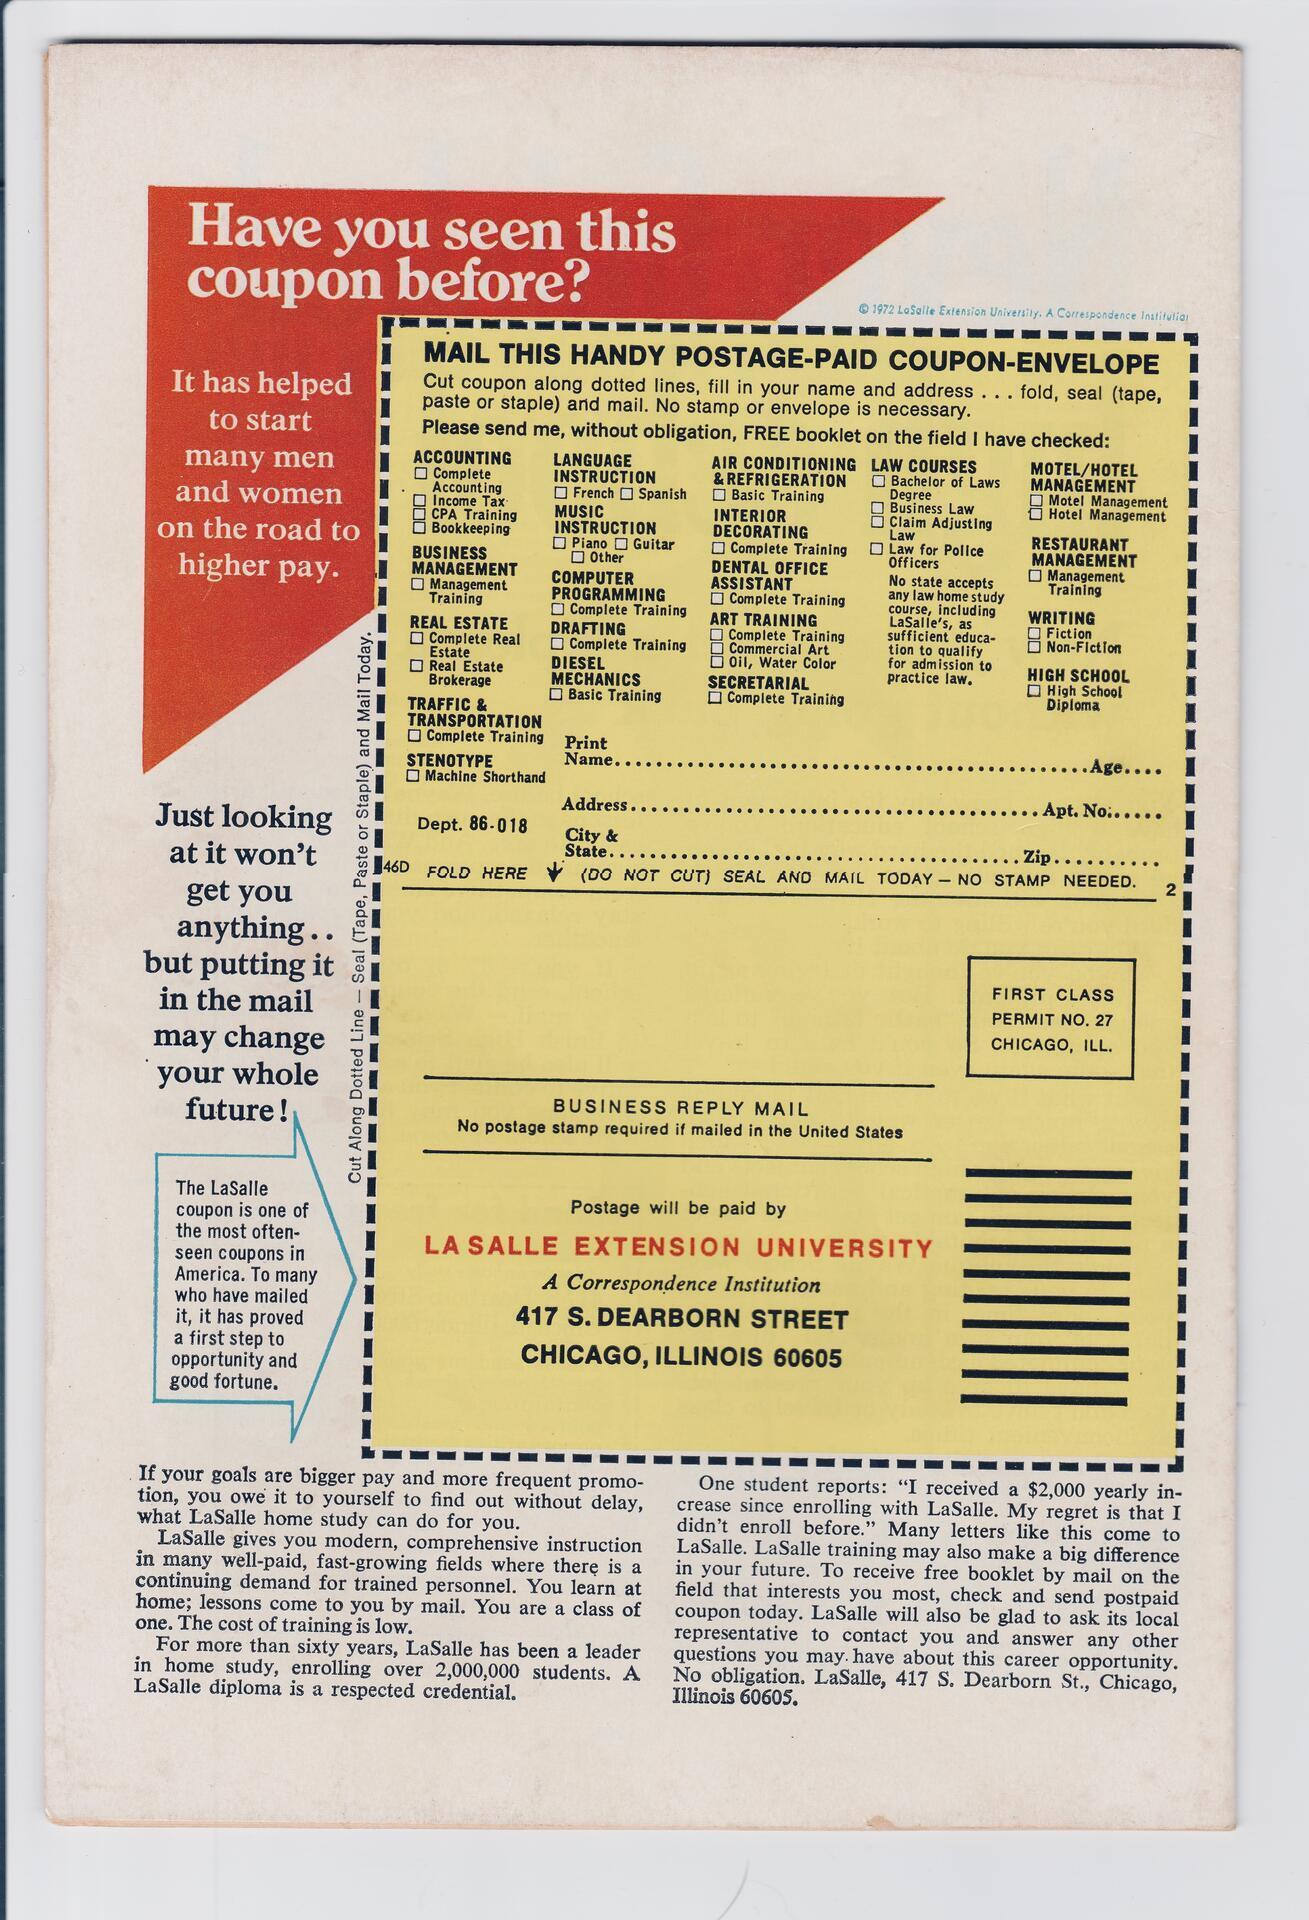 Have you seen this
coupon before?
© 1972 LaSalle Extension University. A Correspondence Institution
It has helped
to start
many men
and women
on the road to
higher pay.
Just looking
at it won't
get you
anything..
but putting it
in the mail
may change
your whole
future!
The LaSalle
coupon is one of
the most often-
seen coupons in
America. To many
who have mailed
it, it has proved
a first step to
opportunity and
good fortune.
Cut Along Dotted Line — Seal (Tape, Paste or Staple) and Mail Today.
MAIL THIS HANDY POSTAGE-PAID COUPON-ENVELOPE
Cut coupon along dotted lines, fill in your name and address . . . fold, seal (tape,
paste or staple) and mail. No stamp or envelope is necessary.
Please send me, without obligation, FREE booklet on the field I have checked:
ACCOUNTING
☐ Complete
Accounting
☐ Income Tax
☐ CPA Training
☐ Bookkeeping
BUSINESS
MANAGEMENT
☐ Management
Training
REAL ESTATE
☐ Complete Real
Estate
☐ Real Estate
Brokerage
TRAFFIC &
TRANSPORTATION
☐ Complete Training
STENOTYPE
☐ Machine Shorthand
LANGUAGE
INSTRUCTION
☐ French ☐ Spanish
MUSIC
INSTRUCTION
☐ Piano ☐ Guitar
☐ Other
COMPUTER
PROGRAMMING
☐ Complete Training
DRAFTING
☐ Complete Training
DIESEL
MECHANICS
☐ Basic Training
AIR CONDITIONING
& REFRIGERATION
☐ Basic Training
INTERIOR
DECORATING
☐ Complete Training
DENTAL OFFICE
ASSISTANT
☐ Complete Training
ART TRAINING
☐ Complete Training
☐ Commercial Art
☐ Oil, Water Color
SECRETARIAL
☐ Complete Training
LAW COURSES
☐ Bachelor of Laws
Degree
☐ Business Law
☐ Claim Adjusting
Law
☐ Law for Police
Officers
No state accepts
any law home study
course, including
LaSalle's, as
sufficient educa-
tion to qualify
for admission to
practice law.
MOTEL/HOTEL
MANAGEMENT
☐ Motel Management
☐ Hotel Management
RESTAURANT
MANAGEMENT
☐ Management
Training
WRITING
☐ Fiction
☐ Non-Fiction
HIGH SCHOOL
☐ High School
Diploma
Print
Name..........Age....
Address..........Apt. No......
Dept. 86-018
City &
State..........Zip..........
46D FOLD HERE ↓ (DO NOT CUT) SEAL AND MAIL TODAY — NO STAMP NEEDED. 2
FIRST CLASS
PERMIT NO. 27
CHICAGO, ILL.
BUSINESS REPLY MAIL
No postage stamp required if mailed in the United States
Postage will be paid by
LA SALLE EXTENSION UNIVERSITY
A Correspondence Institution
417 S. DEARBORN STREET
CHICAGO, ILLINOIS 60605
If your goals are bigger pay and more frequent promo-
tion, you owe it to yourself to find out without delay,
what LaSalle home study can do for you.
LaSalle gives you modern, comprehensive instruction
in many well-paid, fast-growing fields where there is a
continuing demand for trained personnel. You learn at
home; lessons come to you by mail. You are a class of
one. The cost of training is low.
For more than sixty years, LaSalle has been a leader
in home study, enrolling over 2,000,000 students. A
LaSalle diploma is a respected credential.
One student reports: "I received a $2,000 yearly in-
crease since enrolling with LaSalle. My regret is that I
didn't enroll before." Many letters like this come to
LaSalle. LaSalle training may also make a big difference
in your future. To receive free booklet by mail on the
field that interests you most, check and send postpaid
coupon today. LaSalle will also be glad to ask its local
representative to contact you and answer any other
questions you may have about this career opportunity.
No obligation. LaSalle, 417 S. Dearborn St., Chicago,
Illinois 60605.